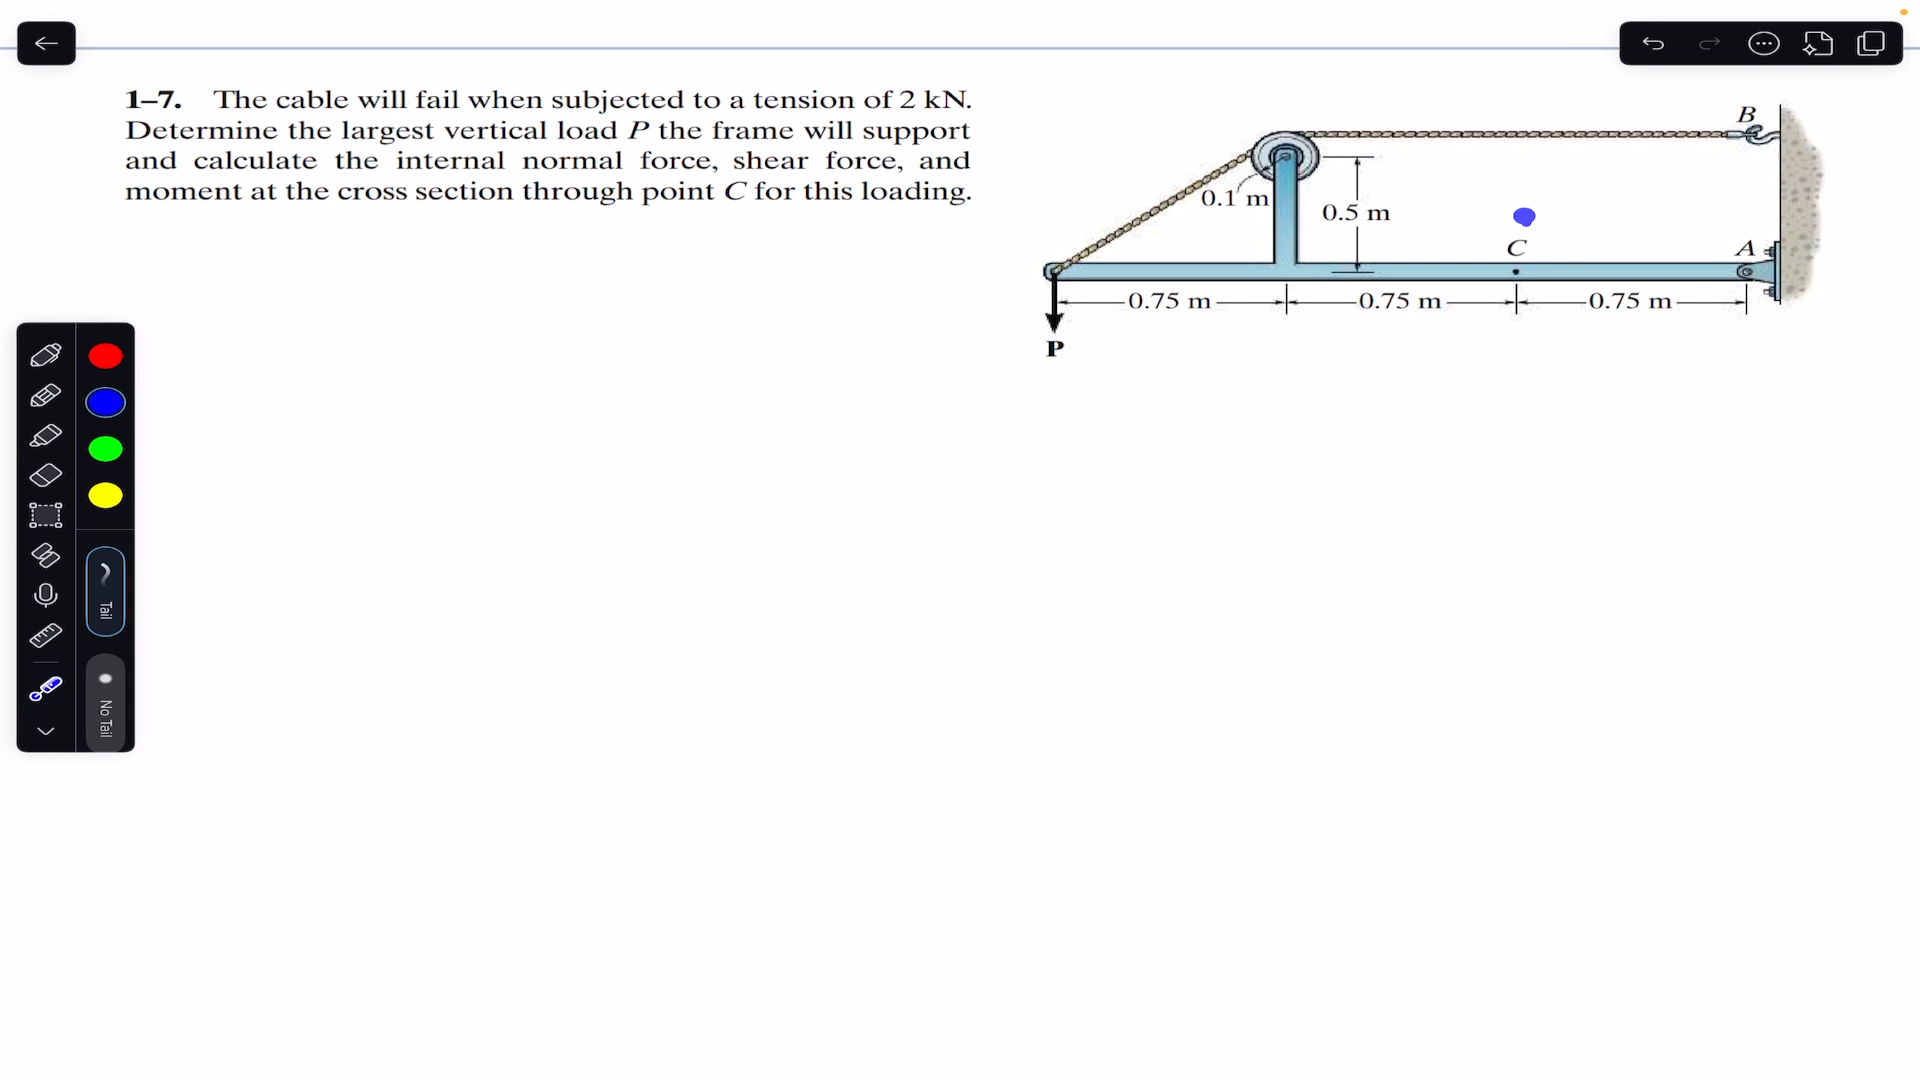 1–7. The cable will fail when subjected to a tension of 2 kN.
Determine the largest vertical load P the frame will support
and calculate the internal normal force, shear force, and
moment at the cross section through point C for this loading.
B
0.1 m
0.5 m
C
A
0.75 m
0.75 m
0.75 m
P
Tail
No Tail